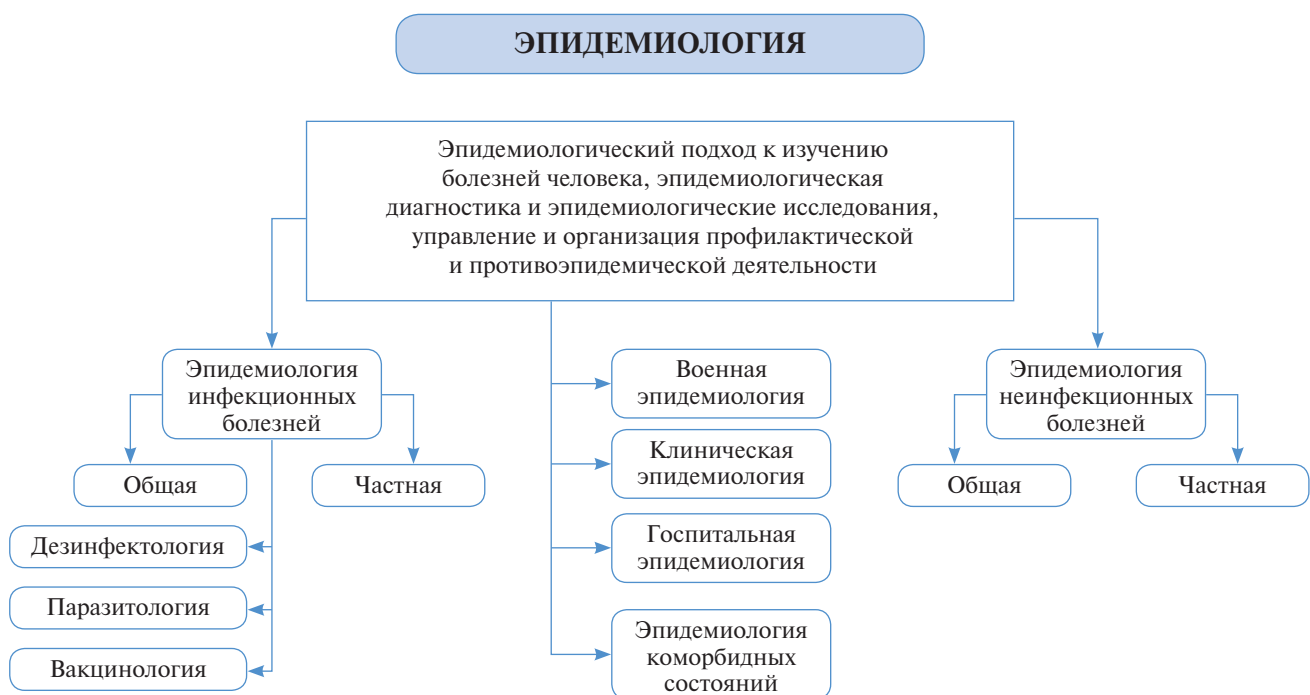 ЭПИДЕМИОЛОГИЯ
Эпидемиологический подход к изучению
болезней человека, эпидемиологическая
диагностика и эпидемиологические исследования,
управление и организация профилактической
и противоэпидемической деятельности
Эпидемиология
инфекционных
болезней
Общая
Частная
Дезинфектология
Паразитология
Вакцинология
Военная
эпидемиология
Клиническая
эпидемиология
Госпитальная
эпидемиология
Эпидемиология
коморбидных
состояний
Эпидемиология
неинфекционных
болезней
Общая
Частная